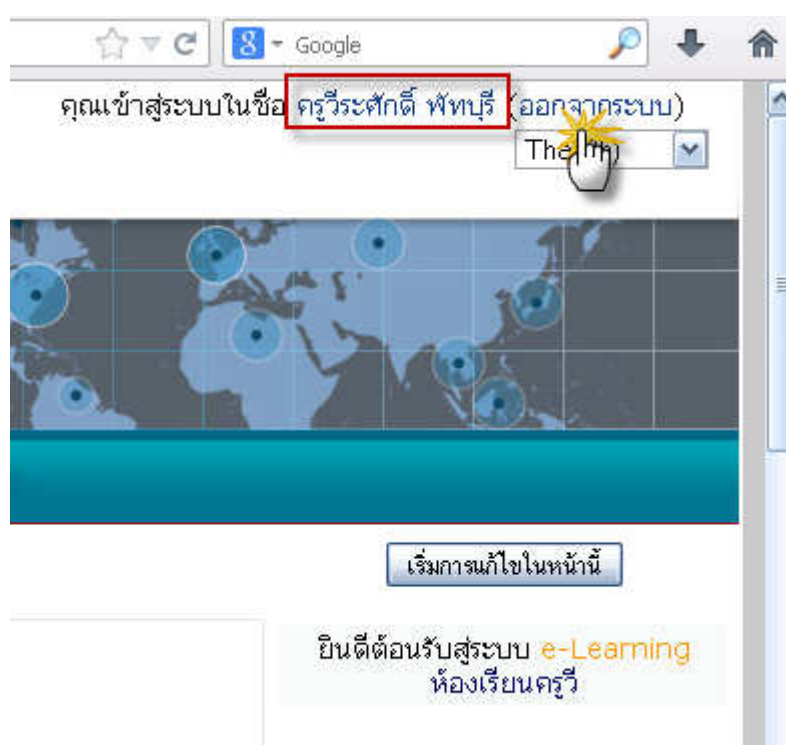 Google
คุณเข้าสู่ระบบในชื่อ ครูวีระศักดิ์ พัทบุรี (ออกจากระบบ)
เริ่มการแก้ไขในหน้านี้
ยินดีต้อนรับสู่ระบบ e-Learning
ห้องเรียนครูวี